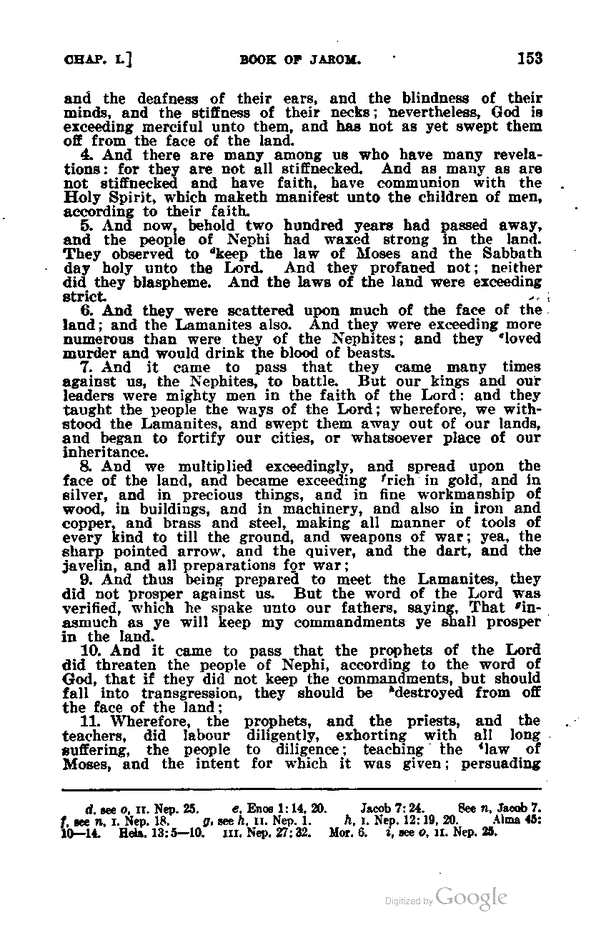 CHAP. I.] BOOK OF JAROM. 153
and the deafness of their ears, and the blindness of their
minds, and the stiffness of their necks; nevertheless, God is
exceeding merciful unto them, and has not as yet swept them
off from the face of the land.
4. And there are many among us who have many revela-
tions: for they are not all stiffnecked. And as many as are
not stiffnecked and have faith, have communion with the
Holy Spirit, which maketh manifest unto the children of men,
according to their faith.
5. And now, behold two hundred years had passed away,
and the people of Nephi had waxed strong in the land.
They observed to dkeep the law of Moses and the Sabbath
day holy unto the Lord. And they profaned not; neither
did they blaspheme. And the laws of the land were exceeding
strict.
6. And they were scattered upon much of the face of the
land; and the Lamanites also. And they were exceeding more
numerous than were they of the Nephites; and they eloved
murder and would drink the blood of beasts.
7. And it came to pass that they came many times
against us, the Nephites, to battle. But our kings and our
leaders were mighty men in the faith of the Lord: and they
taught the people the ways of the Lord; wherefore, we with-
stood the Lamanites, and swept them away out of our lands,
and began to fortify our cities, or whatsoever place of our
inheritance.
8. And we multiplied exceedingly, and spread upon the
face of the land, and became exceeding frich in gold, and in
silver, and in precious things, and in fine workmanship of
wood, in buildings, and in machinery, and also in iron and
copper, and brass and steel, making all manner of tools of
every kind to till the ground, and weapons of war; yea, the
sharp pointed arrow, and the quiver, and the dart, and the
javelin, and all preparations for war;
9. And thus being prepared to meet the Lamanites, they
did not prosper against us. But the word of the Lord was
verified, which he spake unto our fathers, saying, That gin-
asmuch as ye will keep my commandments ye shall prosper
in the land.
10. And it came to pass that the prophets of the Lord
did threaten the people of Nephi, according to the word of
God, that if they did not keep the commandments, but should
fall into transgression, they should be hdestroyed from off
the face of the land;
11. Wherefore, the prophets, and the priests, and the
teachers, did labour diligently, exhorting with all long
suffering, the people to diligence; teaching the ilaw of
Moses, and the intent for which it was given; persuading
d, see o, II. Nep. 25. e, Enos 1:14, 20. Jacob 7:24. See n, Jacob 7.
f, see n, I. Nep. 18. g, see h, II. Nep. 1. h, I. Nep. 12:19, 20. Alma 45:
10—14. Hela. 13:5—10. III. Nep. 27:32. Mor. 6. i, see o, II. Nep. 25.
Digitized by Google